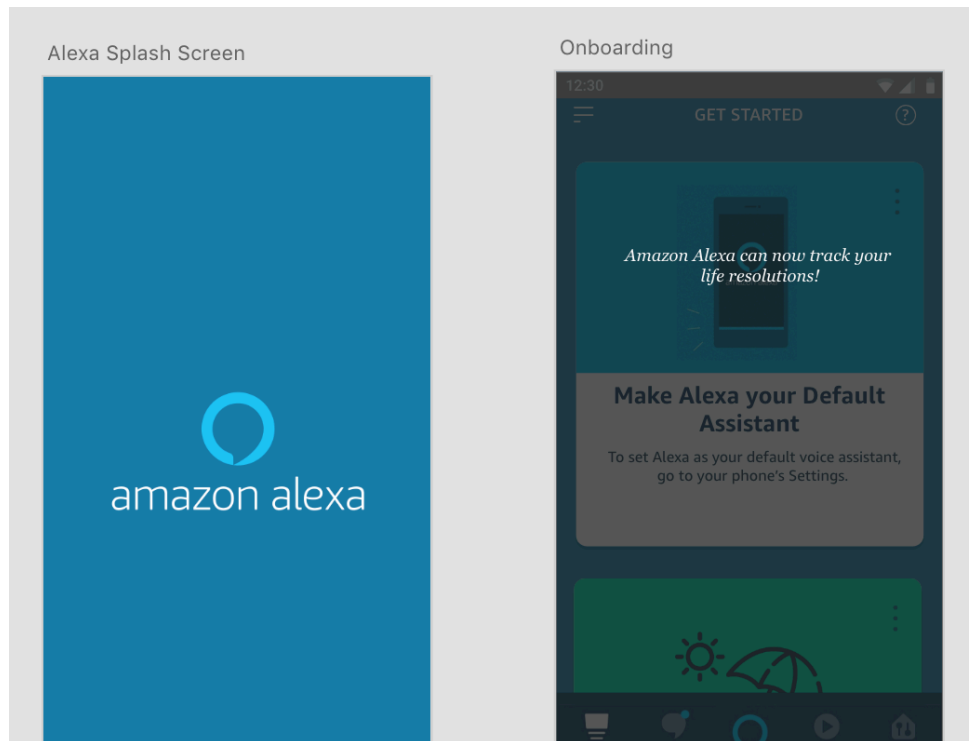 Alexa Splash Screen
amazon alexa
Onboarding
12:30
GET STARTED
?
Amazon Alexa can now track your
life resolutions!
Make Alexa your Default
Assistant
To set Alexa as your default voice assistant,
go to your phone's Settings.